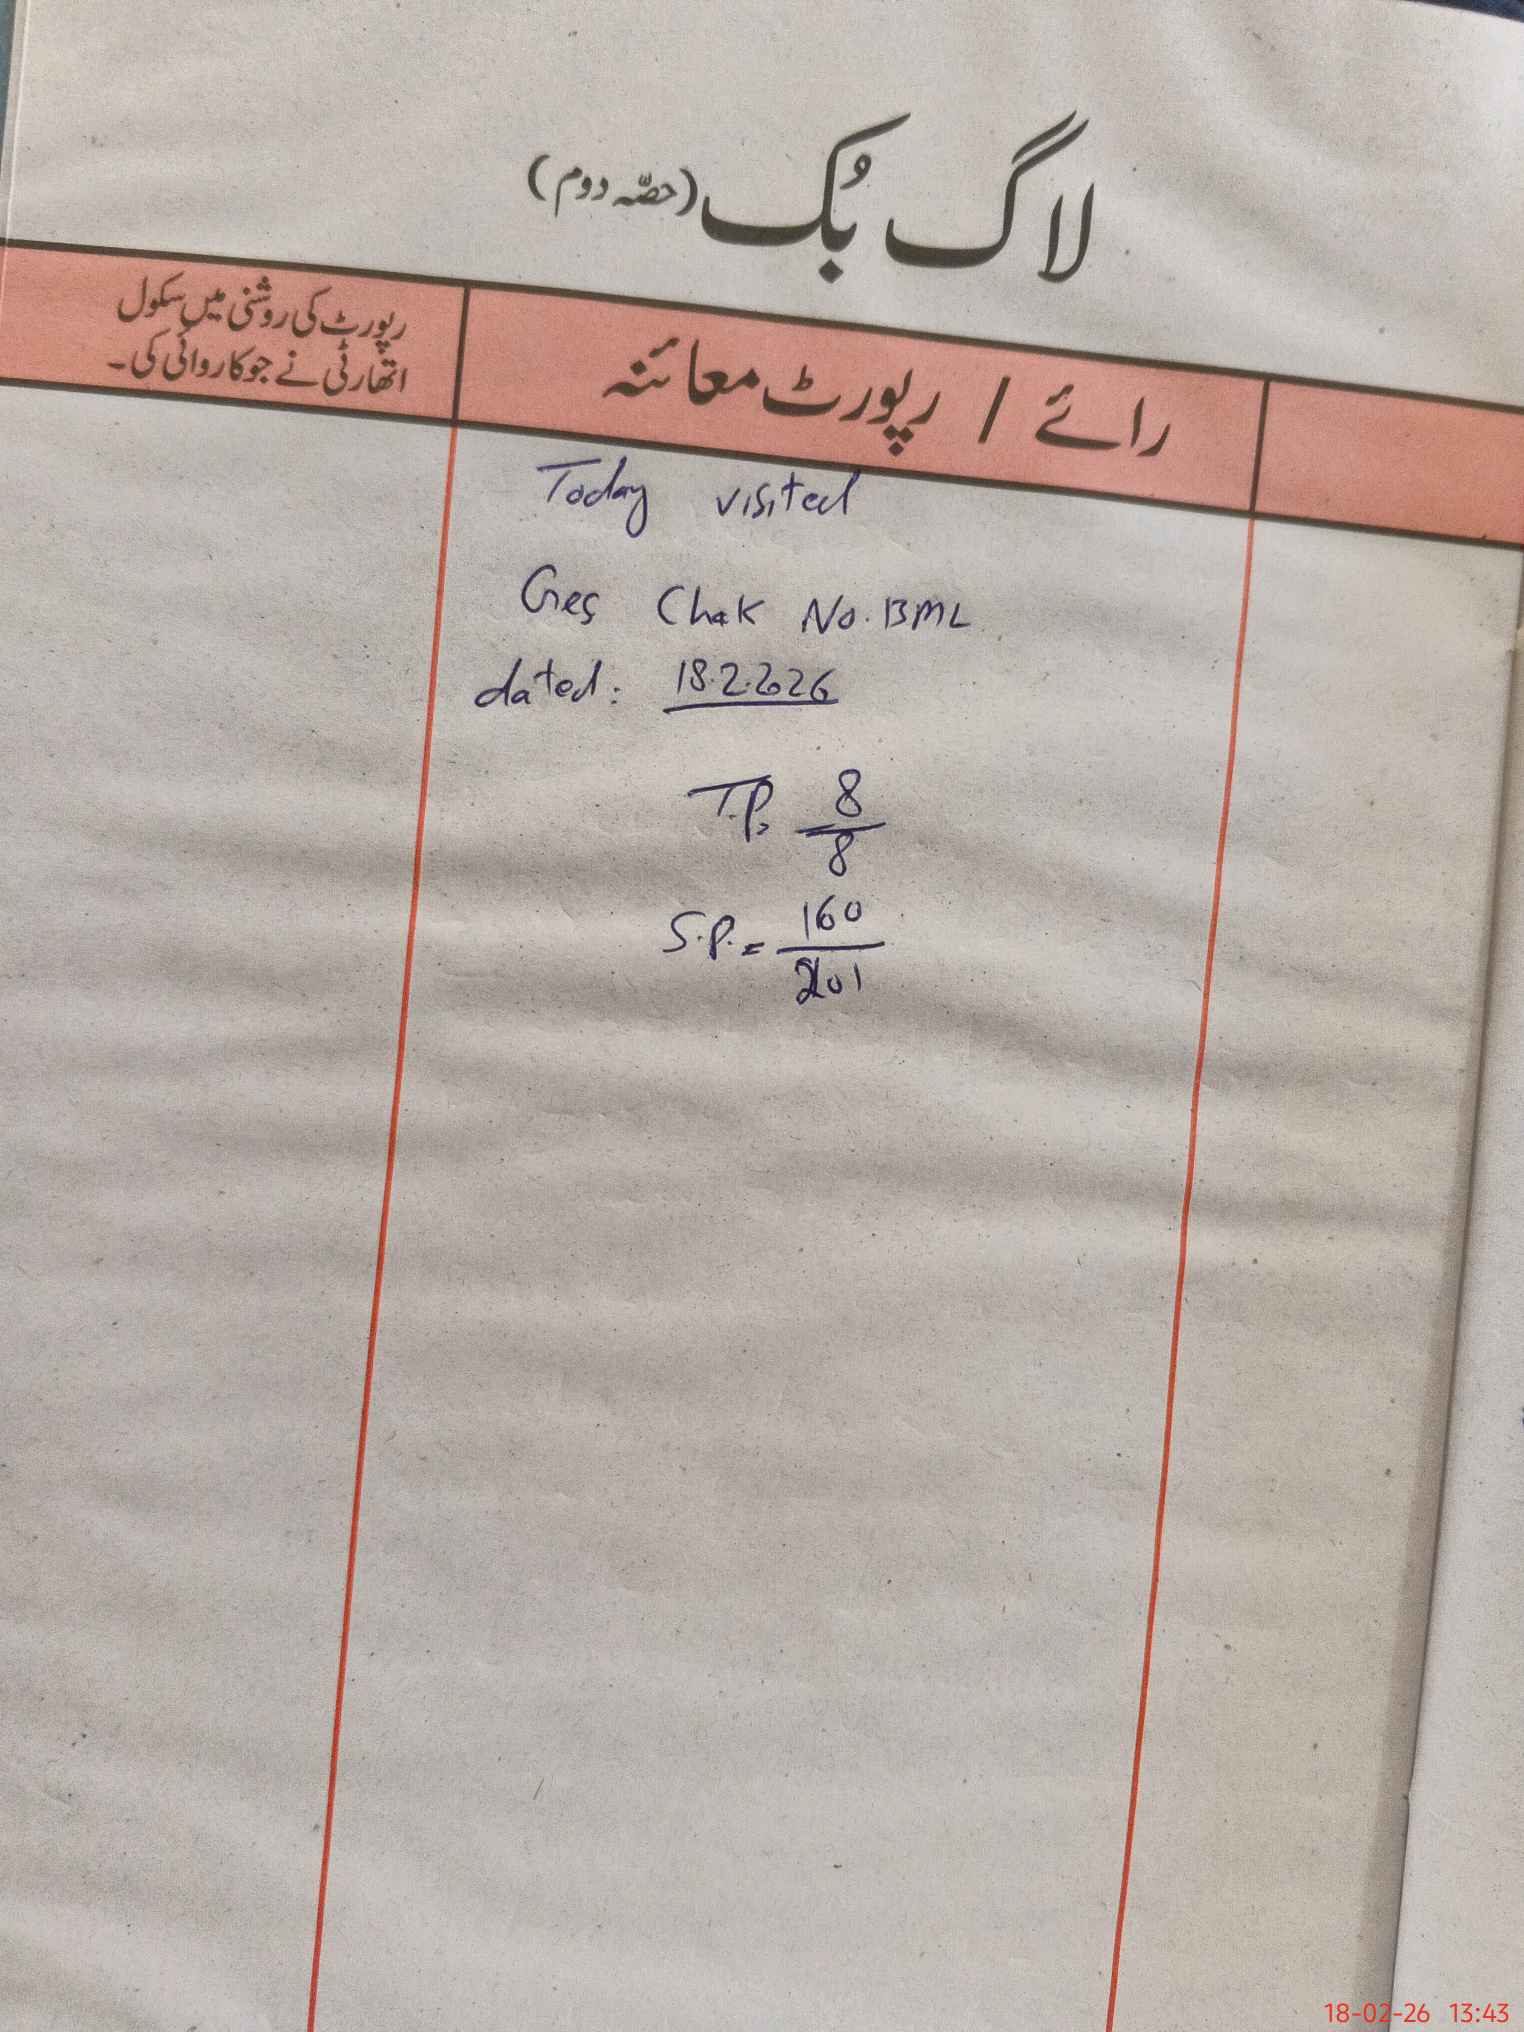 لاگ بُک (حصّہ دوم)
رائے / رپورٹ معائنہ
رپورٹ کی روشنی میں سکول
اتھارٹی نے جو کاروائی کی۔
Today visited
Ges Chak No. BML
dated: 18.2.2026
T.P. 8
8
S.P. = 160
201
18-02-26 13:43